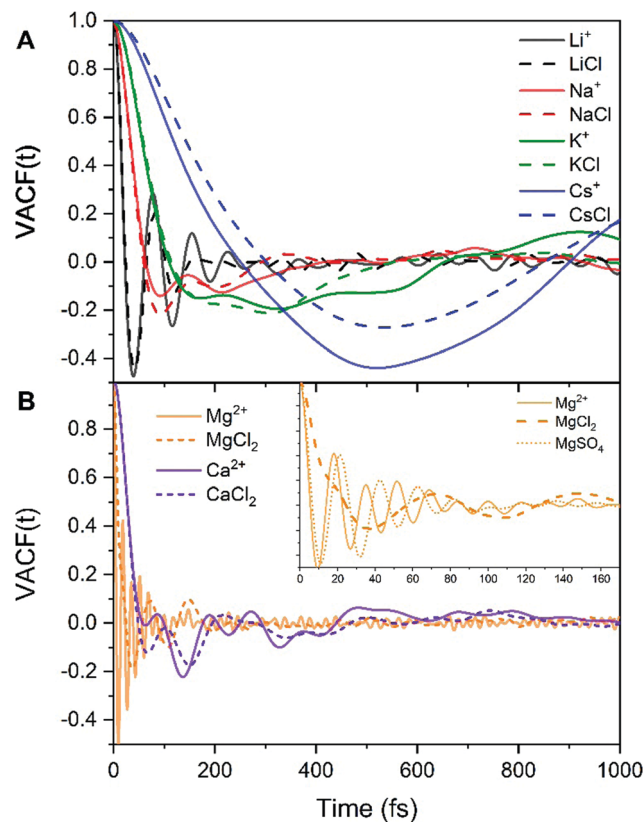 A
VACF(t)
1.0
0.8
0.6
0.4
0.2
0.0
-0.2
-0.4
Li⁺
LiCl
Na⁺
NaCl
K⁺
KCl
Cs⁺
CsCl
B
VACF(t)
0.8
0.6
0.4
0.2
0.0
-0.2
-0.4
Mg²⁺
MgCl₂
Ca²⁺
CaCl₂
Mg²⁺
MgCl₂
MgSO₄
0 20 40 60 80 100 120 140 160
0 200 400 600 800 1000
Time (fs)